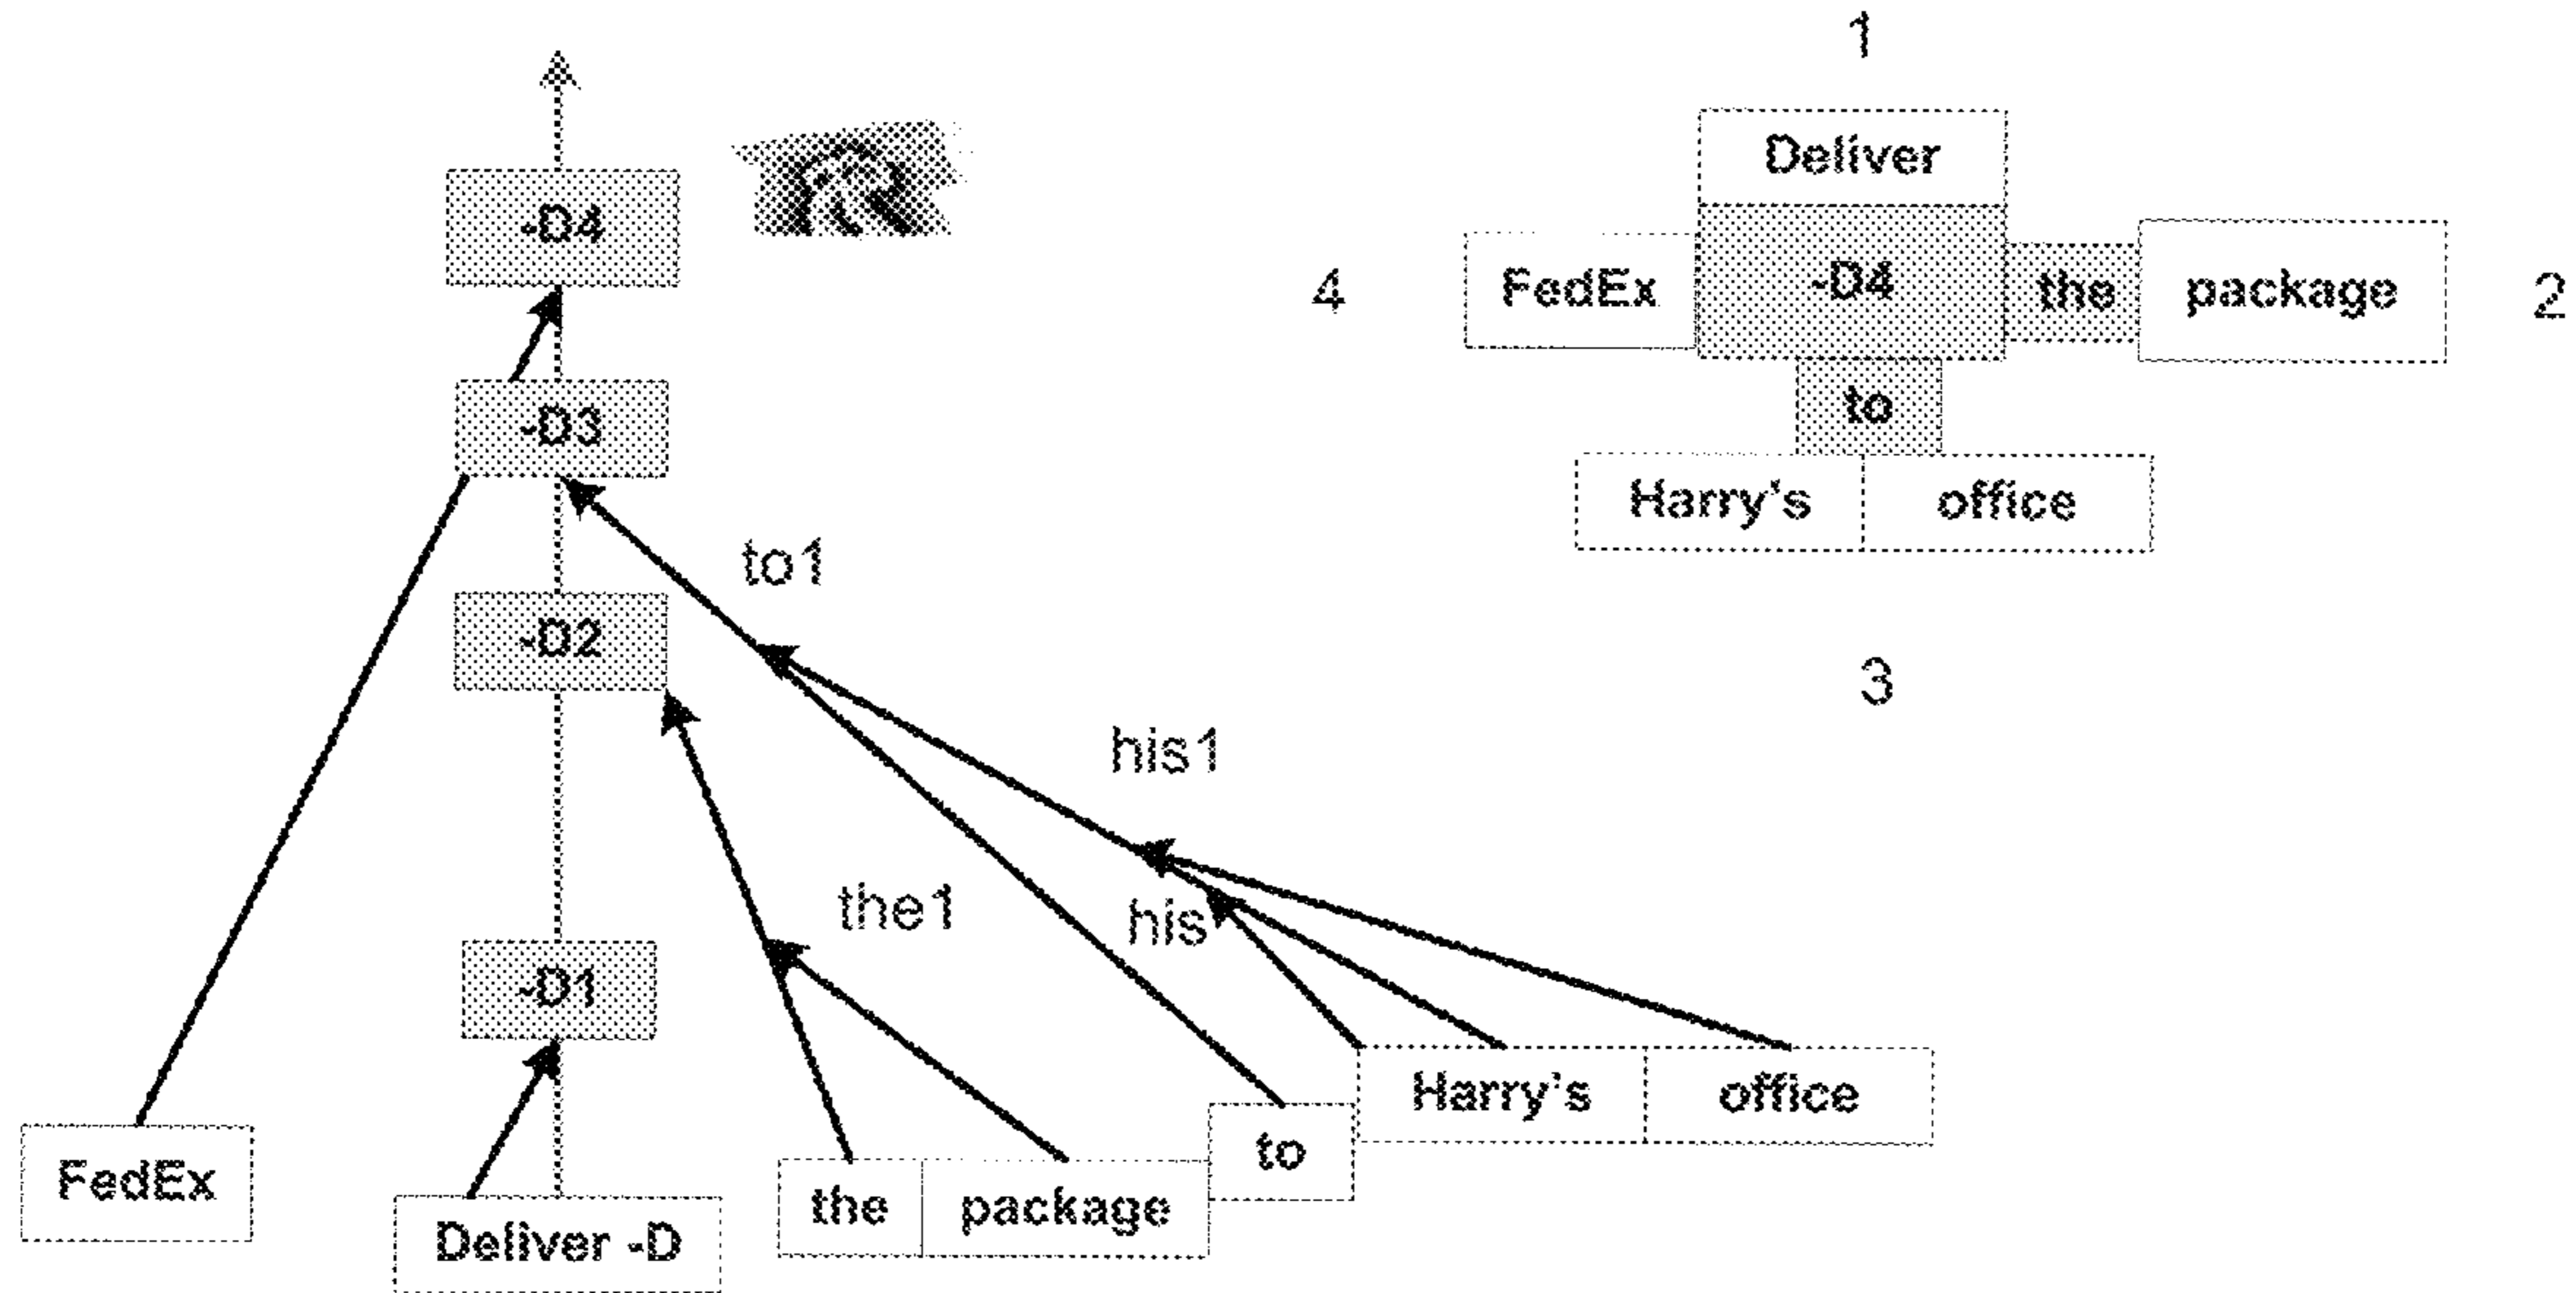 1
Deliver
-D4
FedEx
-D4
the
package
4
2
-D3
to
Harry's
office
to1
-D2
3
his1
the1
his
-D1
Harry's
office
to
FedEx
the
package
Deliver -D